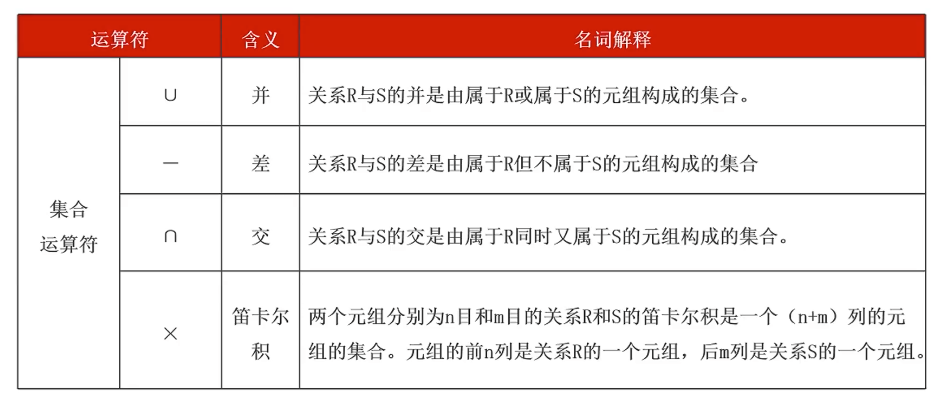 运算符 含义 名词解释
集合
运算符
∪ 并 关系R与S的并是由属于R或属于S的元组构成的集合。
— 差 关系R与S的差是由属于R但不属于S的元组构成的集合
∩ 交 关系R与S的交是由属于R同时又属于S的元组构成的集合。
× 笛卡尔
积
两个元组分别为n目和m目的关系R和S的笛卡尔积是一个（n+m）列的元
组的集合。元组的前n列是关系R的一个元组，后m列是关系S的一个元组。